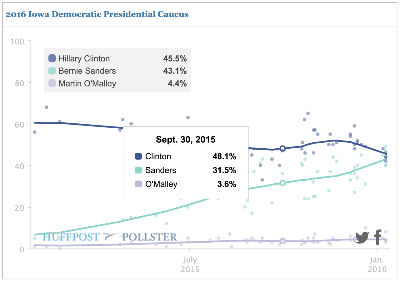 2016 Iowa Democratic Presidential Caucus
100
80
60
40
20
0
Hillary Clinton 45.5%
Bernie Sanders 43.1%
Martin O'Malley 4.4%
Sept. 30, 2015
Clinton 48.1%
Sanders 31.5%
O'Malley 3.6%
HUFFPOST POLLSTER
July
2015
Jan.
2016